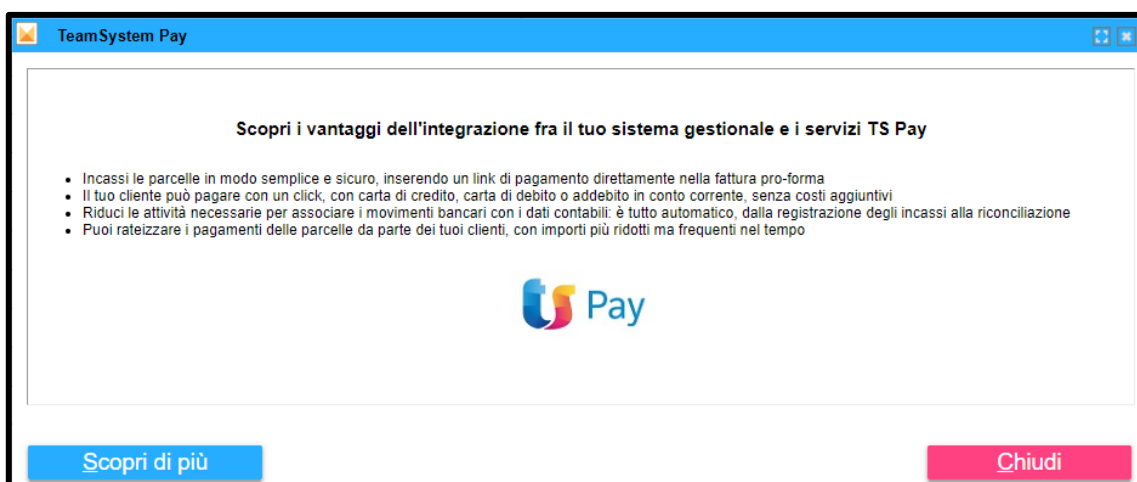 TeamSystem Pay
Scopri i vantaggi dell'integrazione fra il tuo sistema gestionale e i servizi TS Pay
• Incassi le parcelle in modo semplice e sicuro, inserendo un link di pagamento direttamente nella fattura pro-forma
• Il tuo cliente può pagare con un click, con carta di credito, carta di debito o addebito in conto corrente, senza costi aggiuntivi
• Riduci le attività necessarie per associare i movimenti bancari con i dati contabili: è tutto automatico, dalla registrazione degli incassi alla riconciliazione
• Puoi rateizzare i pagamenti delle parcelle da parte dei tuoi clienti, con importi più ridotti ma frequenti nel tempo
ts Pay
Scopri di più
Chiudi